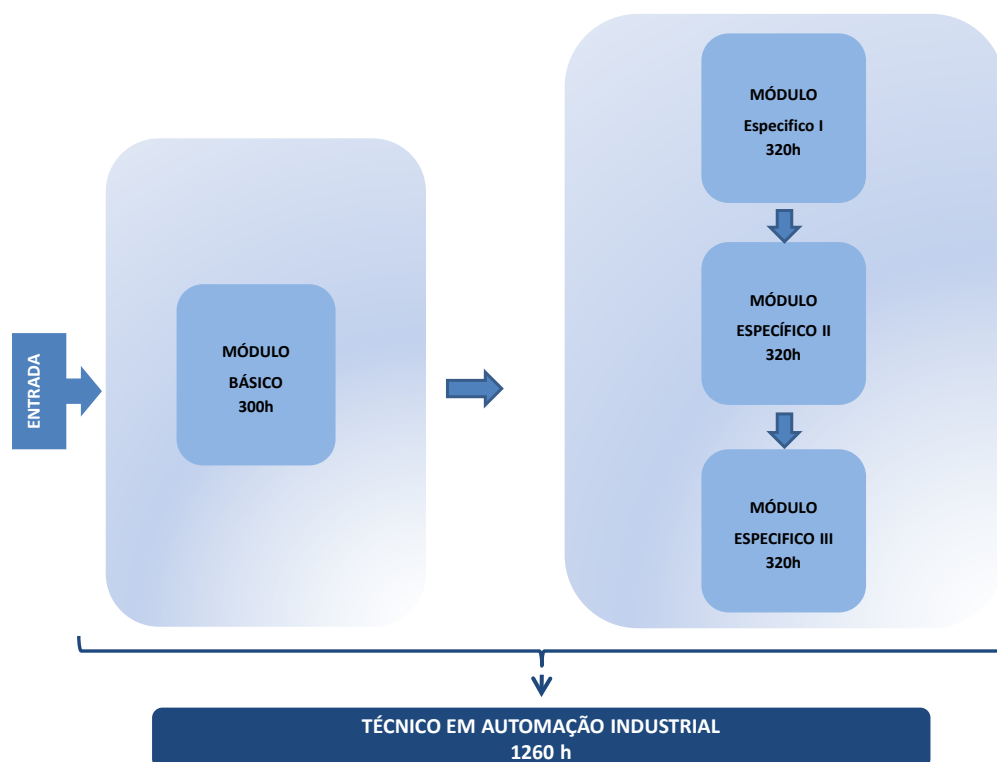 ENTRADA
MÓDULO
BÁSICO
300h
MÓDULO
Especifico I
320h
MÓDULO
ESPECÍFICO II
320h
MÓDULO
ESPECIFICO III
320h
TÉCNICO EM AUTOMAÇÃO INDUSTRIAL
1260 h